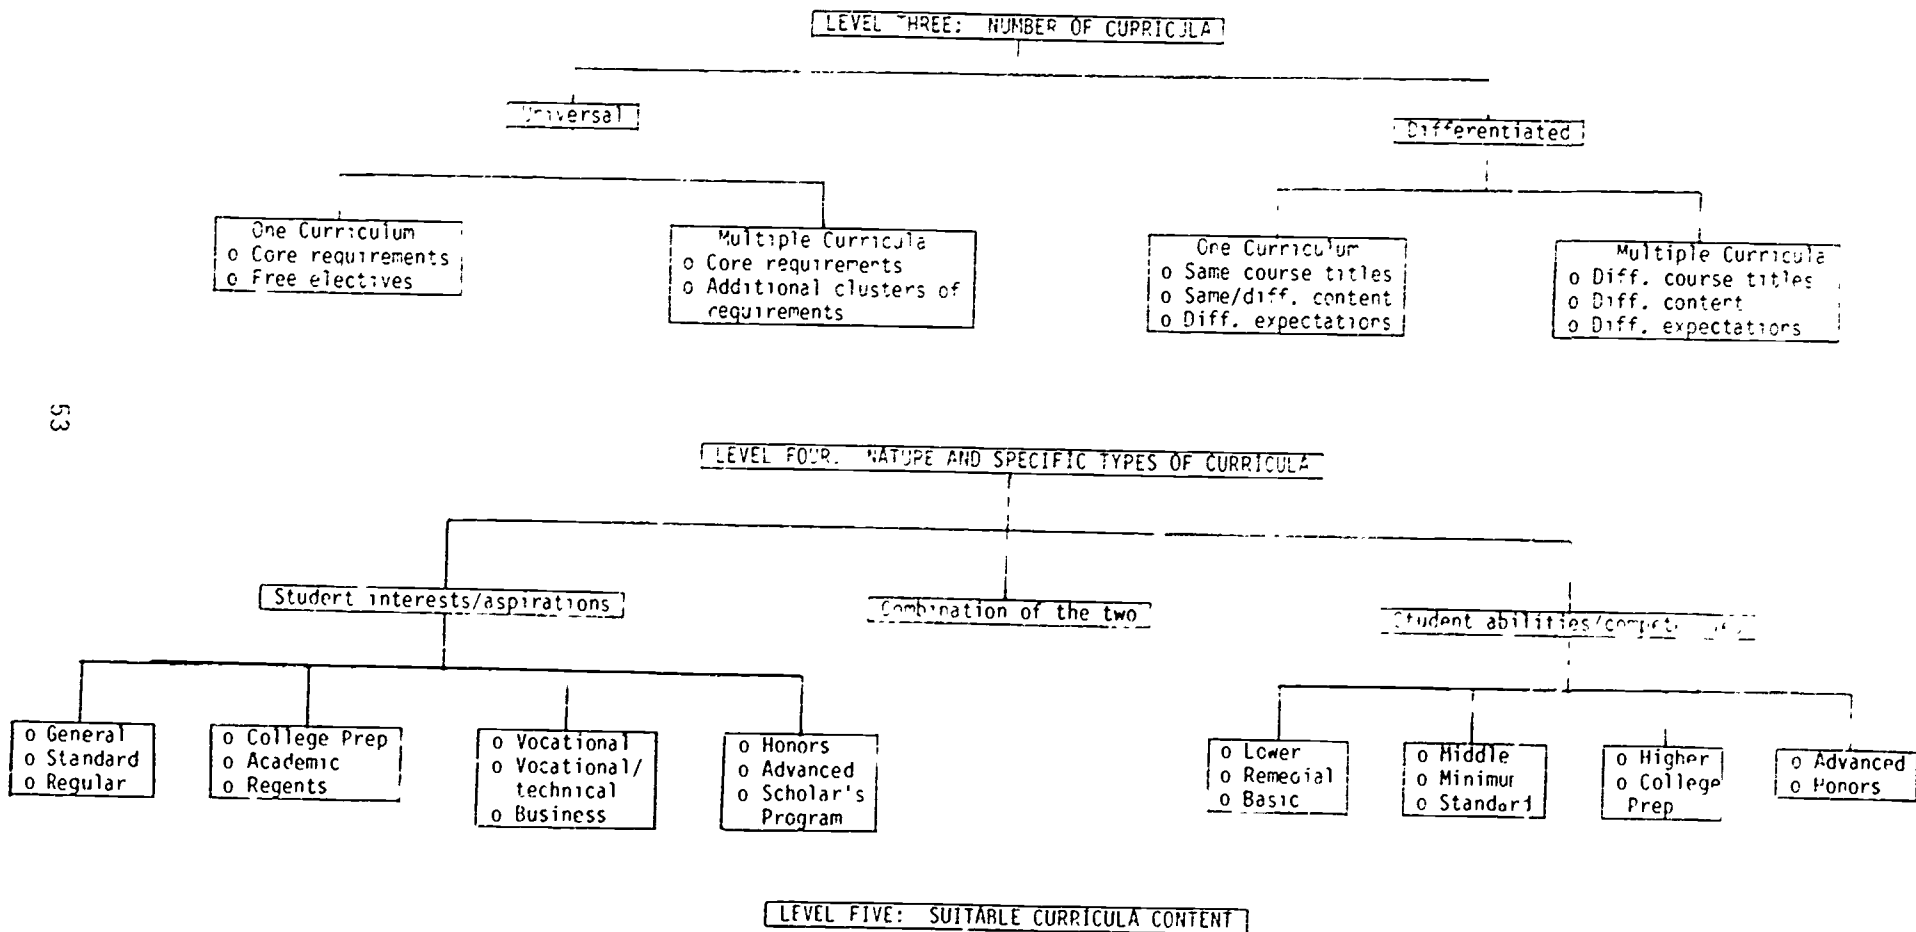 LEVEL THREE: NUMBER OF CURRICULA
Universal
Differentiated
One Curriculum
o Core requirements
o Free electives
Multiple Curricula
o Core requirements
o Additional clusters of
requirements
One Curriculum
o Same course titles
o Same/diff. content
o Diff. expectations
Multiple Curricula
o Diff. course titles
o Diff. content
o Diff. expectations
53
LEVEL FOUR. NATURE AND SPECIFIC TYPES OF CURRICULA
Student interests/aspirations
Combination of the two
Student abilities/
o General
o Standard
o Regular
o College Prep
o Academic
o Regents
o Vocational
o Vocational/
technical
o Business
o Honors
o Advanced
o Scholar's
Program
o Lower
o Remedial
o Basic
o Middle
o Minimum
o Standard
o Higher
o College
Prep
o Advanced
o Honors
LEVEL FIVE: SUITABLE CURRICULA CONTENT